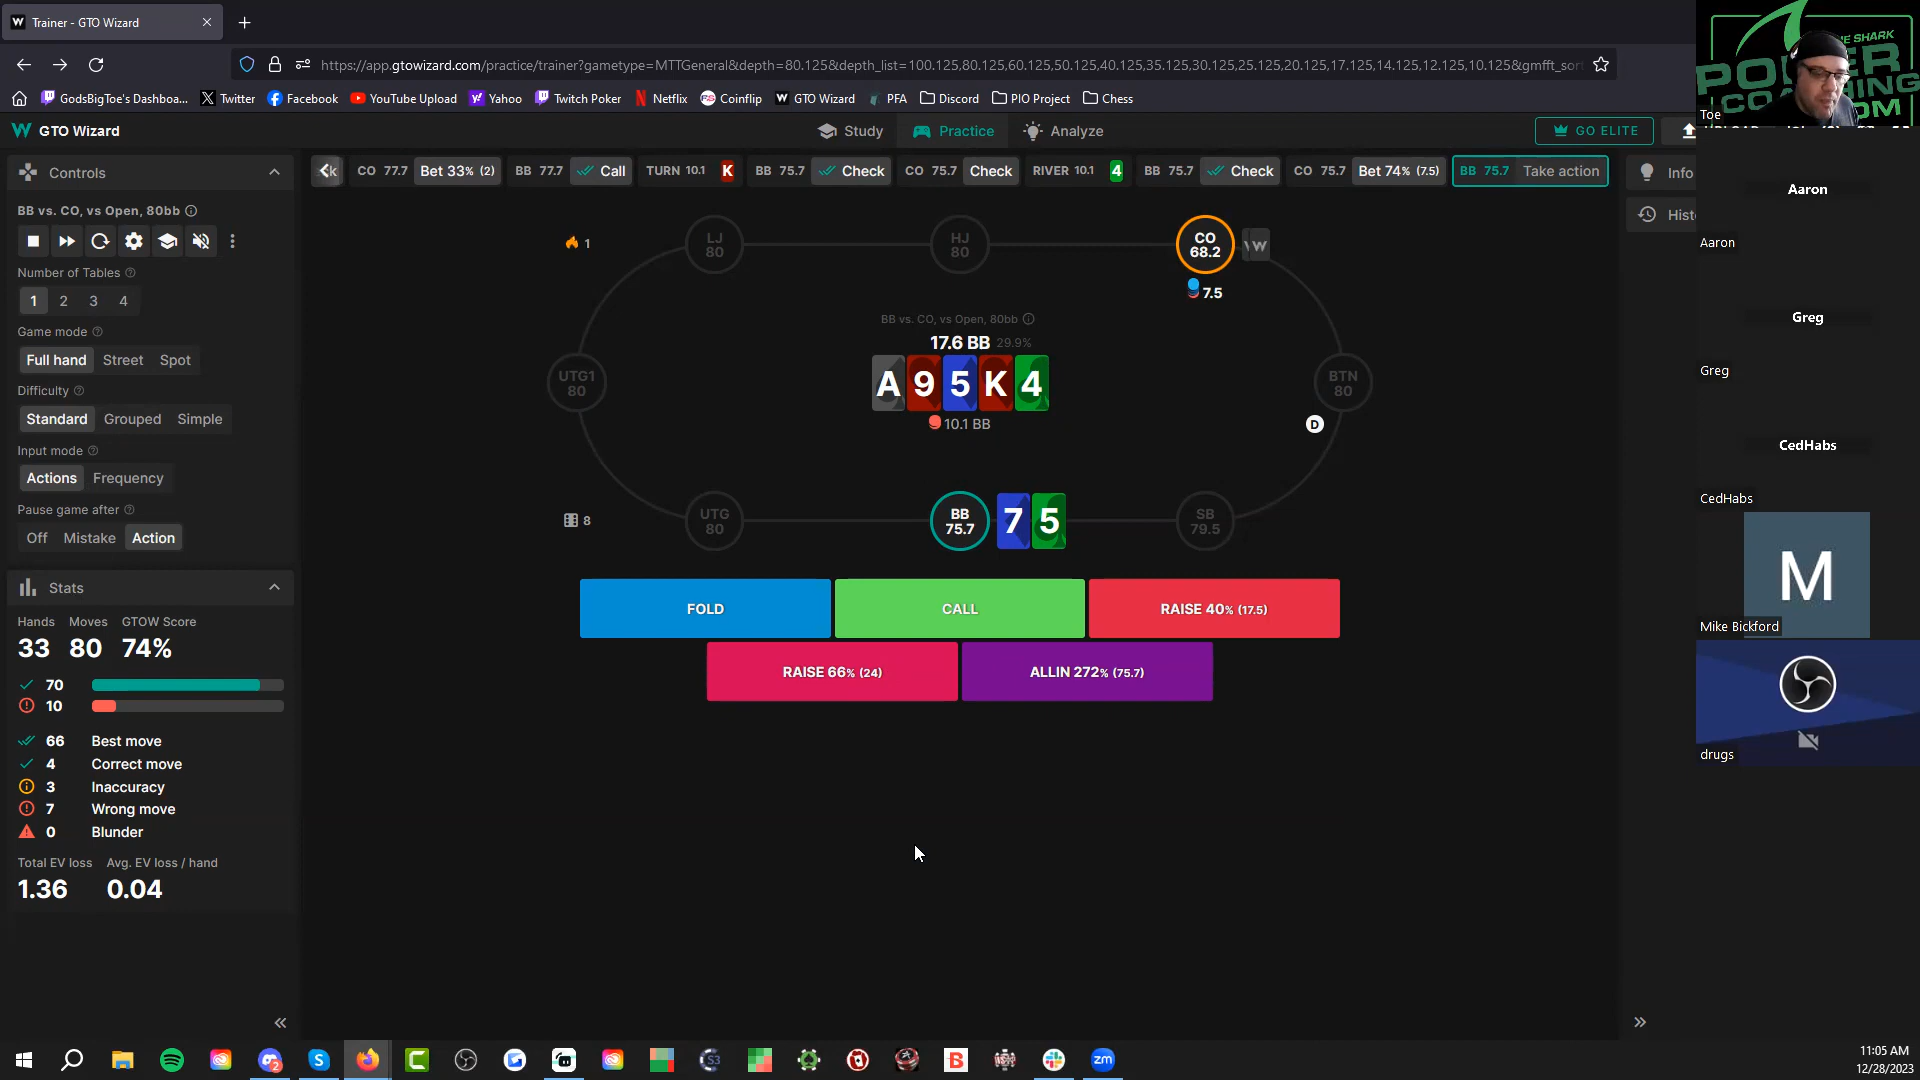 Trainer - GTO Wizard
https://app.gtowizard.com/practice/trainer?gametype=MTTGeneral&depth=80.125&depth_list=100.125,80.125,60.125,50.125,40.125,35.125,30.125,25.125,20.125,17.125,14.125,12.125,10.125&gmfft_sor
GodsBigToe's Dashboa... Twitter Facebook YouTube Upload Yahoo Twitch Poker Netflix Coinflip GTO Wizard PFA Discord PIO Project Chess
GTO Wizard
Study Practice Analyze
GO ELITE
Controls
CO 77.7 Bet 33% (2) BB 77.7 Call TURN 10.1 K BB 75.7 Check CO 75.7 Check RIVER 10.1 4 BB 75.7 Check CO 75.7 Bet 74% (7.5) BB 75.7 Take action
Info
BB vs. CO, vs Open, 80bb
Number of Tables
1 2 3 4
Game mode
Full hand Street Spot
Difficulty
Standard Grouped Simple
Input mode
Actions Frequency
Pause game after
Off Mistake Action
Stats
Hands Moves GTOW Score
33 80 74%
70
10
66 Best move
4 Correct move
3 Inaccuracy
7 Wrong move
0 Blunder
Total EV loss Avg. EV loss / hand
1.36 0.04
1
LJ
80
HJ
80
CO
68.2
W
7.5
BB vs. CO, vs Open, 80bb
17.6 BB 29.9%
A 9 5 K 4
10.1 BB
UTG1
80
BTN
80
D
8
UTG
80
BB
75.7
7 5
SB
79.5
FOLD
CALL
RAISE 40% (17.5)
RAISE 66% (24)
ALLIN 272% (75.7)
Toe
Aaron
Aaron
Greg
Greg
CedHabs
CedHabs
M
Mike Bickford
drugs
11:05 AM
12/28/2023